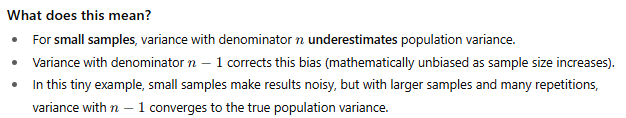 What does this mean?
• For small samples, variance with denominator n underestimates population variance.
• Variance with denominator n − 1 corrects this bias (mathematically unbiased as sample size increases).
• In this tiny example, small samples make results noisy, but with larger samples and many repetitions,
variance with n − 1 converges to the true population variance.